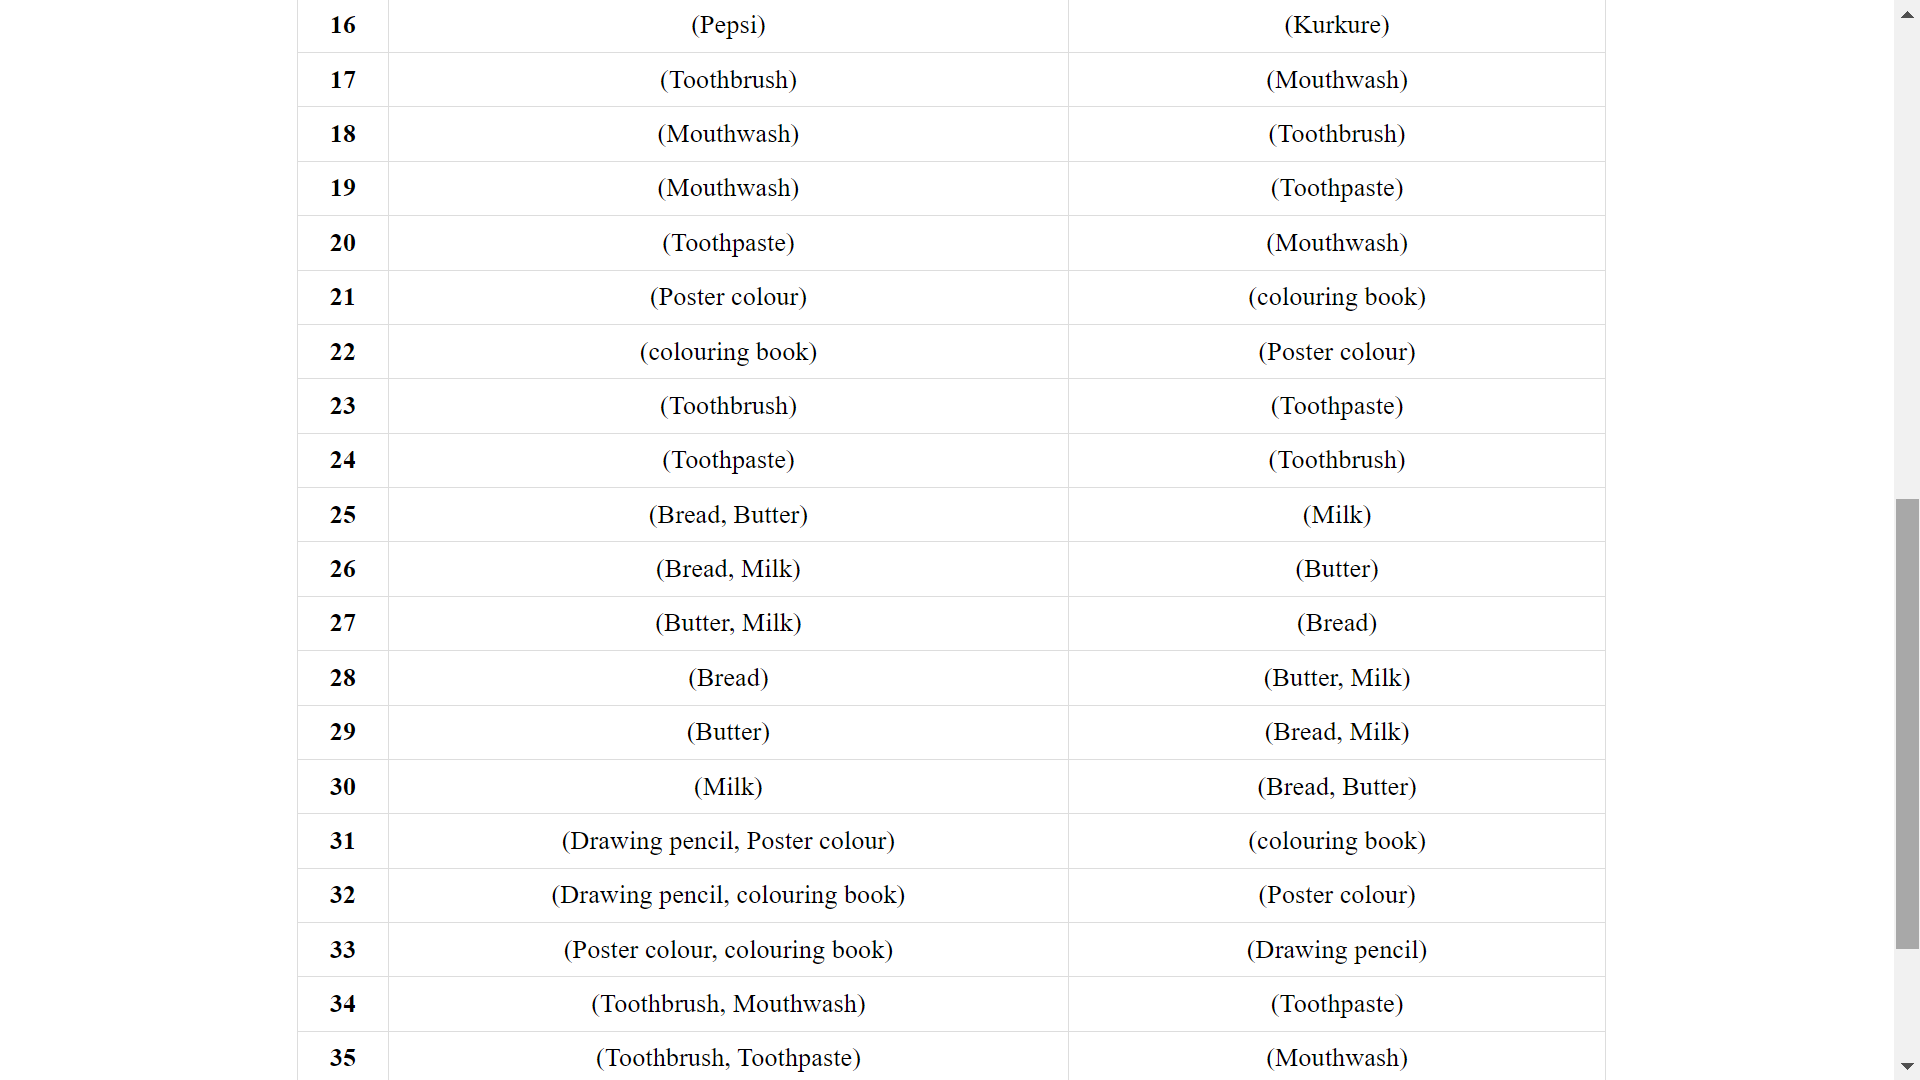 16 (Pepsi) (Kurkure)
17 (Toothbrush) (Mouthwash)
18 (Mouthwash) (Toothbrush)
19 (Mouthwash) (Toothpaste)
20 (Toothpaste) (Mouthwash)
21 (Poster colour) (colouring book)
22 (colouring book) (Poster colour)
23 (Toothbrush) (Toothpaste)
24 (Toothpaste) (Toothbrush)
25 (Bread, Butter) (Milk)
26 (Bread, Milk) (Butter)
27 (Butter, Milk) (Bread)
28 (Bread) (Butter, Milk)
29 (Butter) (Bread, Milk)
30 (Milk) (Bread, Butter)
31 (Drawing pencil, Poster colour) (colouring book)
32 (Drawing pencil, colouring book) (Poster colour)
33 (Poster colour, colouring book) (Drawing pencil)
34 (Toothbrush, Mouthwash) (Toothpaste)
35 (Toothbrush, Toothpaste) (Mouthwash)